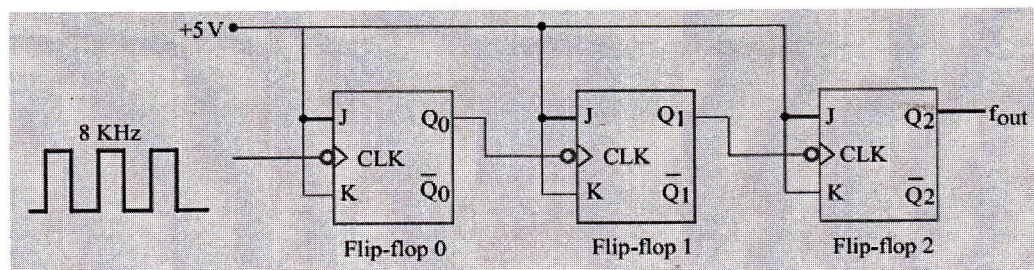 +5 V
8 KHz
J Q0
CLK
K Q̅0
Flip-flop 0
J Q1
CLK
K Q̅1
Flip-flop 1
J Q2
CLK
K Q̅2
Flip-flop 2
fout